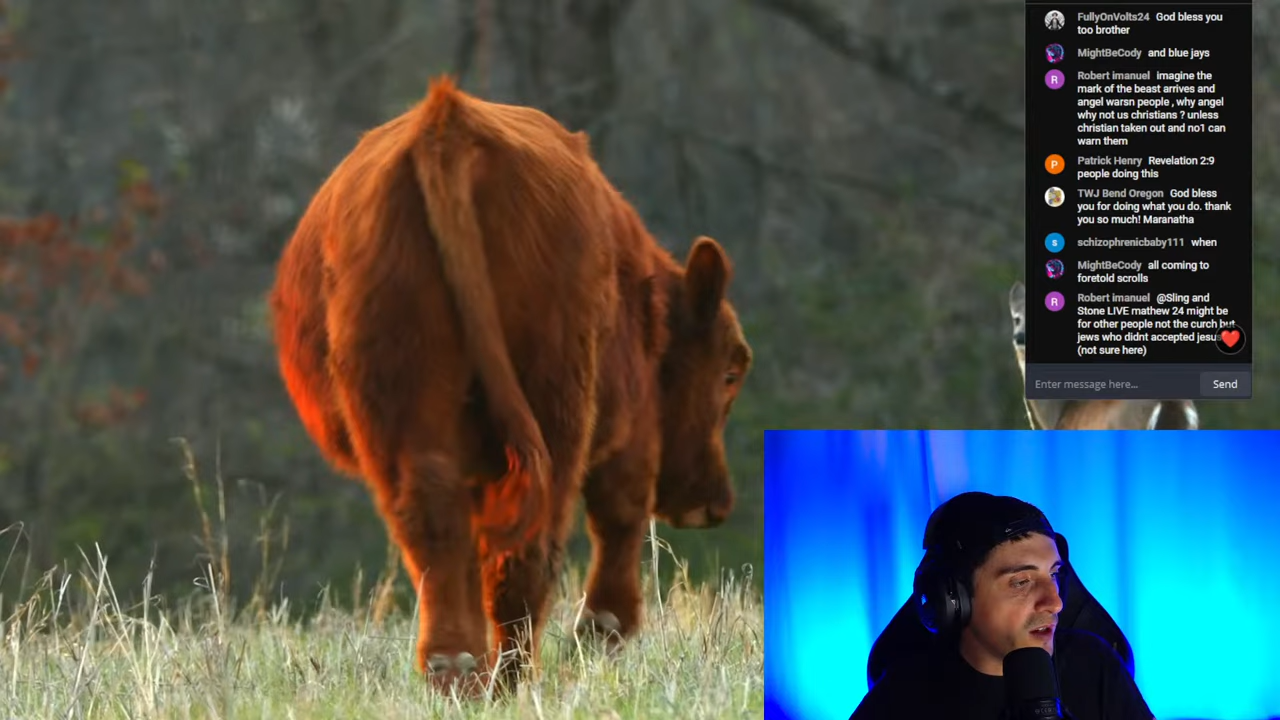 FullyOnVolts24 God bless you
too brother
MightBeCody and blue jays
R Robert imanuel imagine the
mark of the beast arrives and
angel warsn people , why angel
why not us christians ? unless
christian taken out and no1 can
warn them
P Patrick Henry Revelation 2:9
people doing this
TWJ Bend Oregon God bless
you for doing what you do. thank
you so much! Maranatha
s schizophrenicbaby111 when
MightBeCody all coming to
foretold scrolls
R Robert imanuel @Sling and
Stone LIVE mathew 24 might be
for other people not the curch but
jews who didnt accepted jesus
(not sure here)
Enter message here... Send